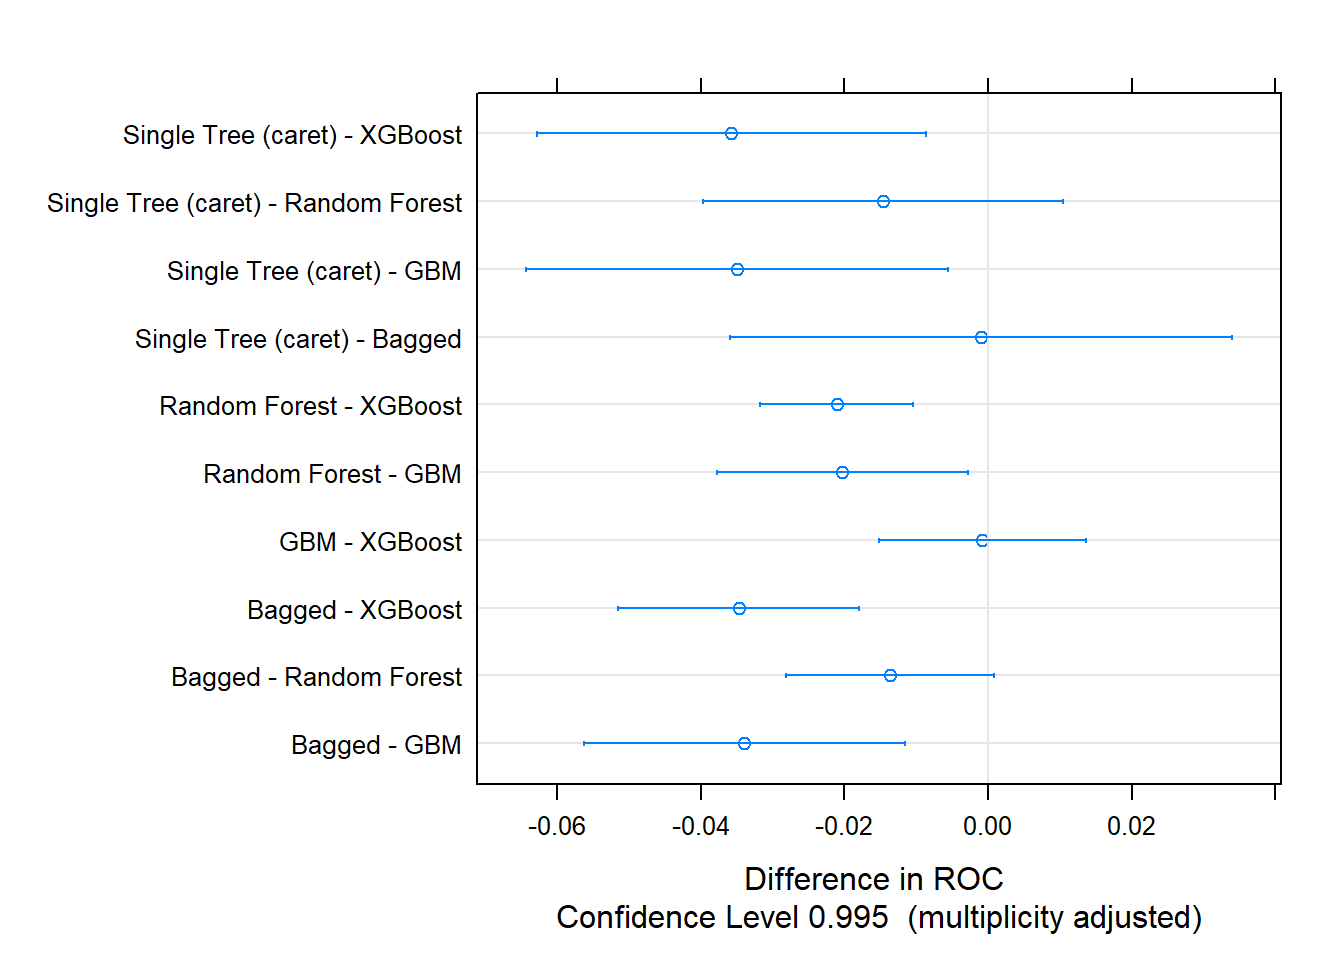 Single Tree (caret) - XGBoost
Single Tree (caret) - Random Forest
Single Tree (caret) - GBM
Single Tree (caret) - Bagged
Random Forest - XGBoost
Random Forest - GBM
GBM - XGBoost
Bagged - XGBoost
Bagged - Random Forest
Bagged - GBM
-0.06 -0.04 -0.02 0.00 0.02
Difference in ROC
Confidence Level 0.995 (multiplicity adjusted)